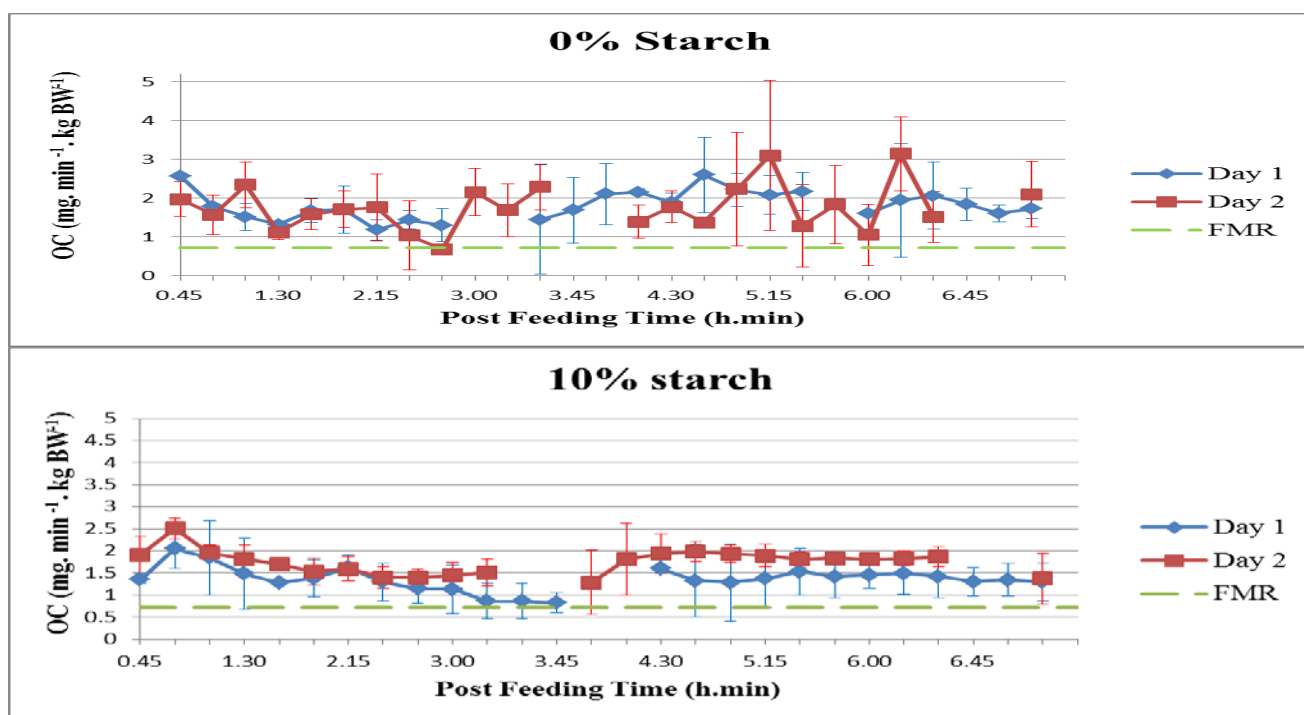 0% Starch
OC (mg. min⁻¹. kg BW⁻¹)
5
4
3
2
1
0
0.45 1.30 2.15 3.00 3.45 4.30 5.15 6.00 6.45
Post Feeding Time (h.min)
Day 1
Day 2
FMR
10% starch
OC (mg. min⁻¹. kg BW⁻¹)
5
4.5
4
3.5
3
2.5
2
1.5
1
0.5
0
0.45 1.30 2.15 3.00 3.45 4.30 5.15 6.00 6.45
Post Feeding Time (h.min)
Day 1
Day 2
FMR